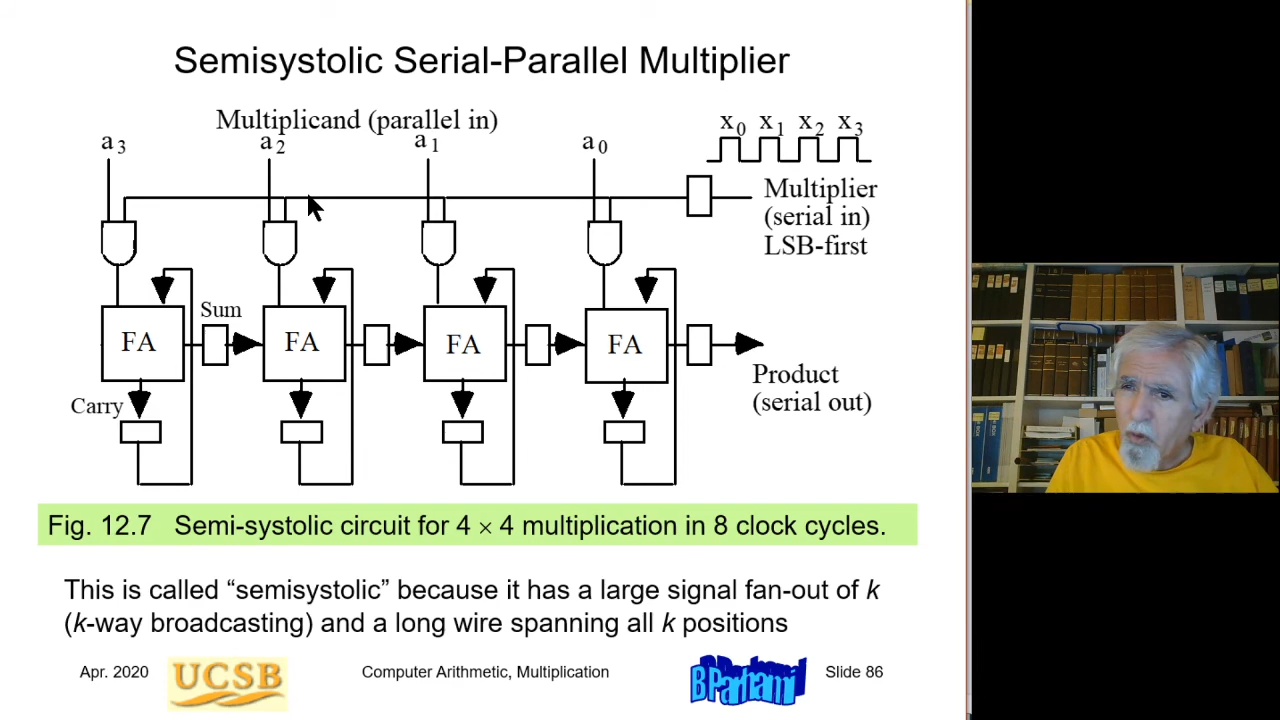 Semisystolic Serial-Parallel Multiplier
Multiplicand (parallel in)
a3 a2 a1 a0
x0 x1 x2 x3
Multiplier
(serial in)
LSB-first
Sum
FA FA FA FA
Carry
Product
(serial out)
Fig. 12.7 Semi-systolic circuit for 4 × 4 multiplication in 8 clock cycles.
This is called “semisystolic” because it has a large signal fan-out of k
(k-way broadcasting) and a long wire spanning all k positions
Apr. 2020 UCSB Computer Arithmetic, Multiplication B Parhami Slide 86